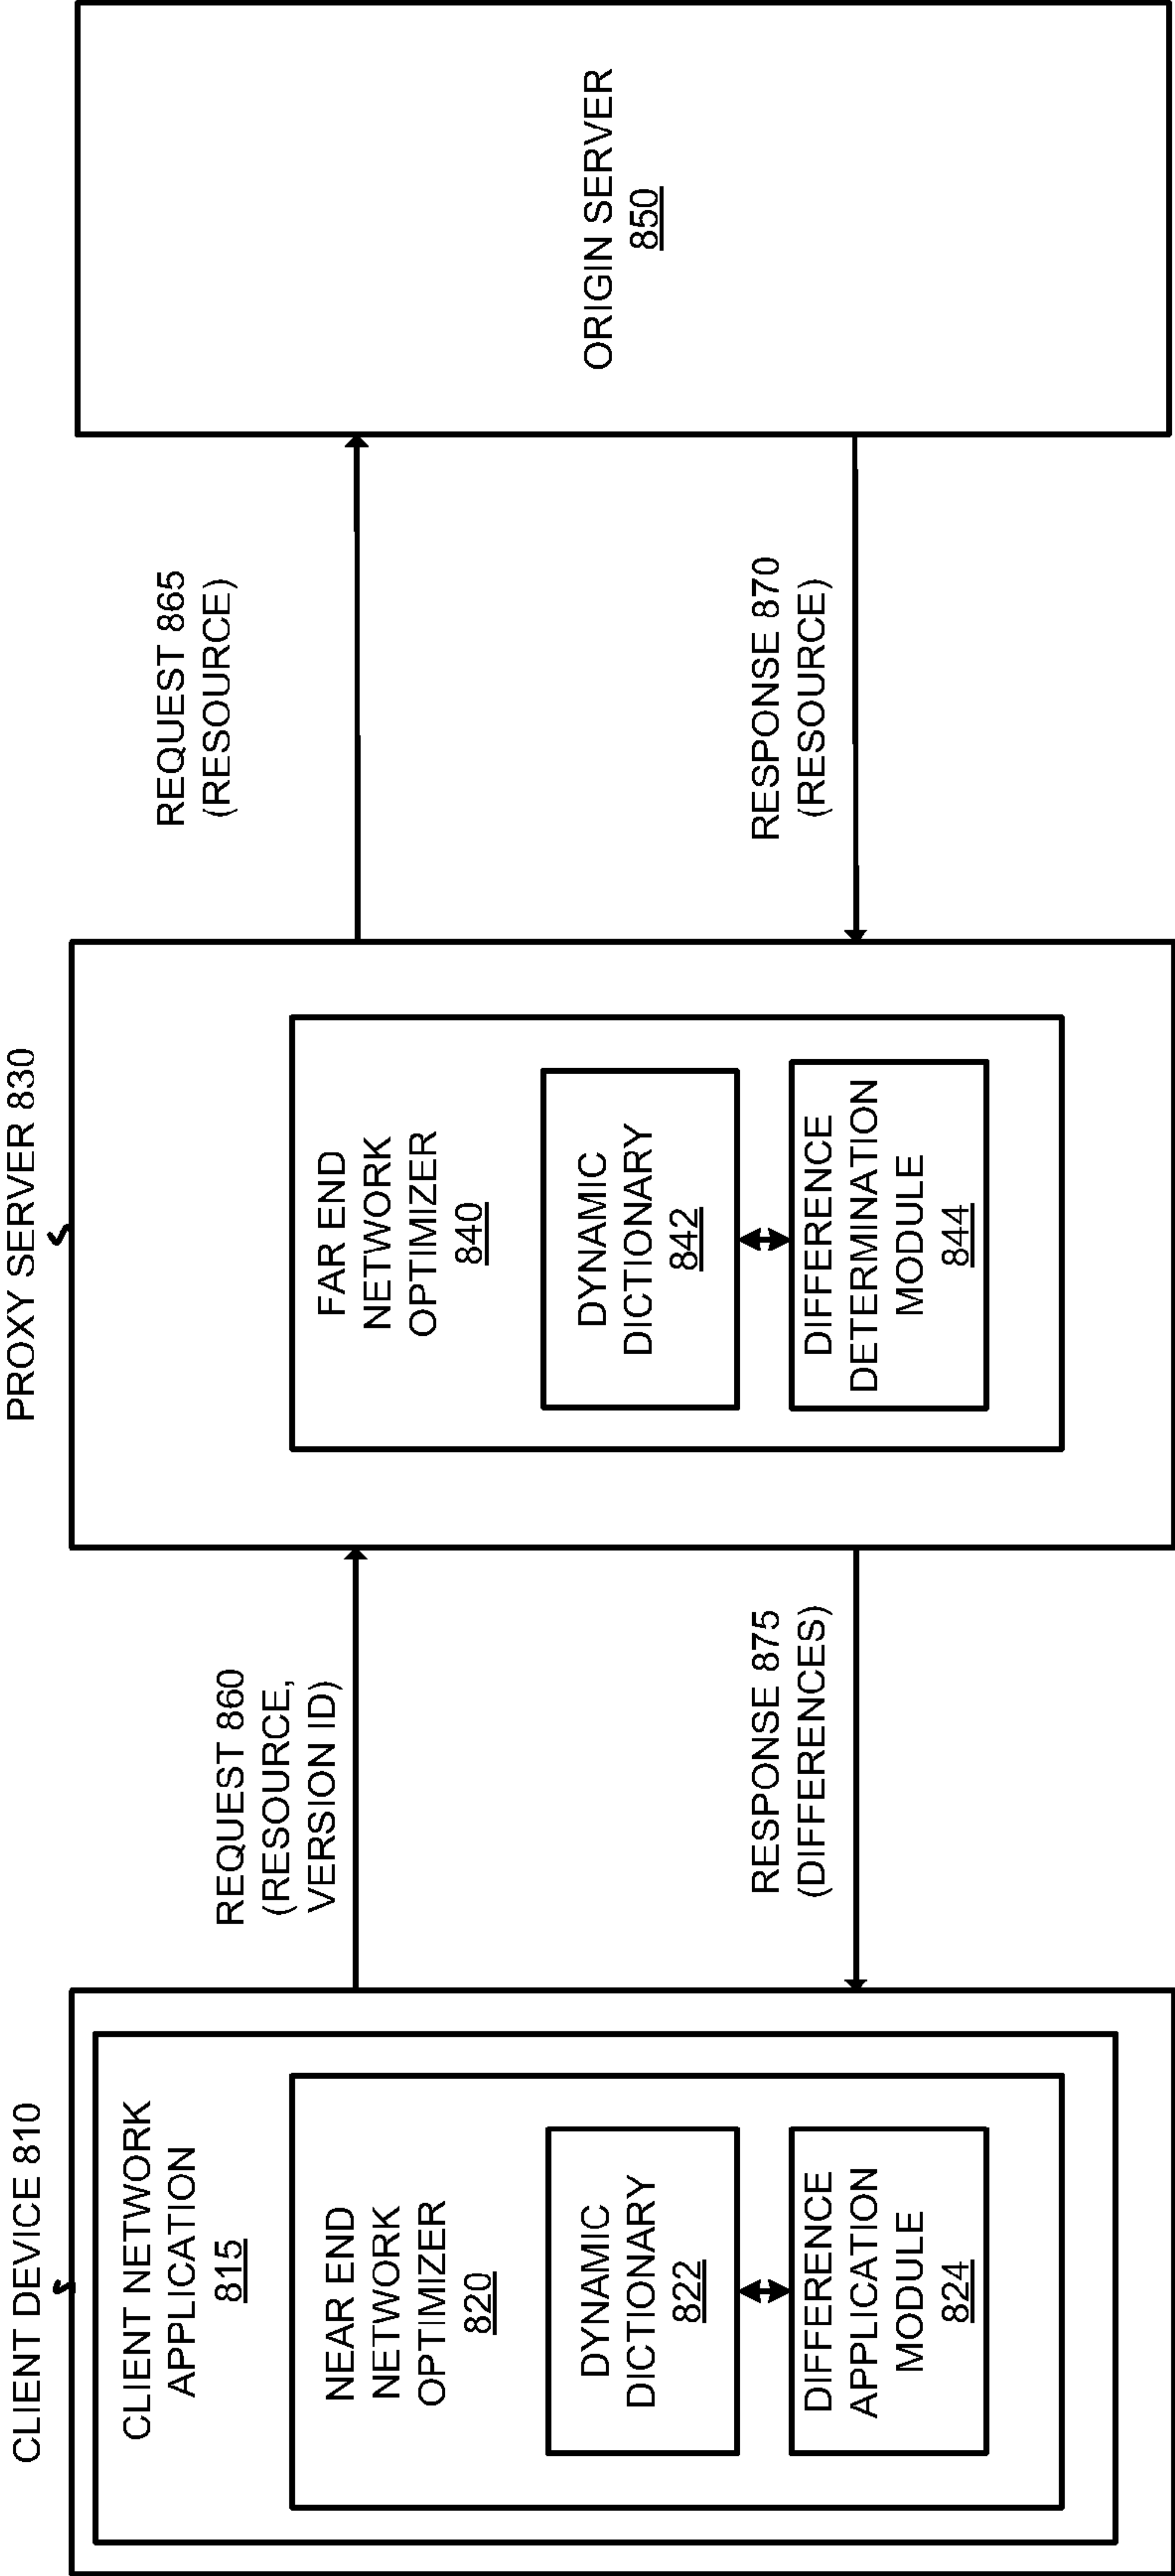 CLIENT DEVICE 810
CLIENT NETWORK
APPLICATION
815
NEAR END
NETWORK
OPTIMIZER
820
DYNAMIC
DICTIONARY
822
DIFFERENCE
APPLICATION
MODULE
824
REQUEST 860
(RESOURCE,
VERSION ID)
RESPONSE 875
(DIFFERENCES)
PROXY SERVER 830
FAR END
NETWORK
OPTIMIZER
840
DYNAMIC
DICTIONARY
842
DIFFERENCE
DETERMINATION
MODULE
844
REQUEST 865
(RESOURCE)
RESPONSE 870
(RESOURCE)
ORIGIN SERVER
850